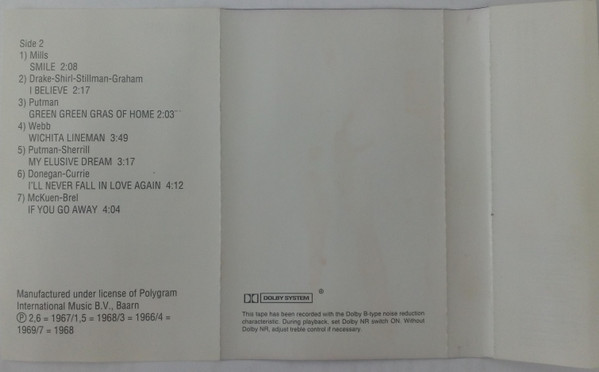 Side 2
1) Mills
SMILE 2:08
2) Drake-Shirl-Stillman-Graham
I BELIEVE 2:17
3) Putman
GREEN GREEN GRAS OF HOME 2:03
4) Webb
WICHITA LINEMAN 3:49
5) Putman-Sherrill
MY ELUSIVE DREAM 3:17
6) Donegan-Currie
I'LL NEVER FALL IN LOVE AGAIN 4:12
7) McKuen-Brel
IF YOU GO AWAY 4:04
Manufactured under license of Polygram
International Music B.V., Baarn
℗ 2,6 = 1967/1,5 = 1968/3 = 1966/4 =
1969/7 = 1968
DOLBY SYSTEM ®
This tape has been recorded with the Dolby B-type noise reduction
characteristic. During playback, set Dolby NR switch ON. Without
Dolby NR, adjust treble control if necessary.